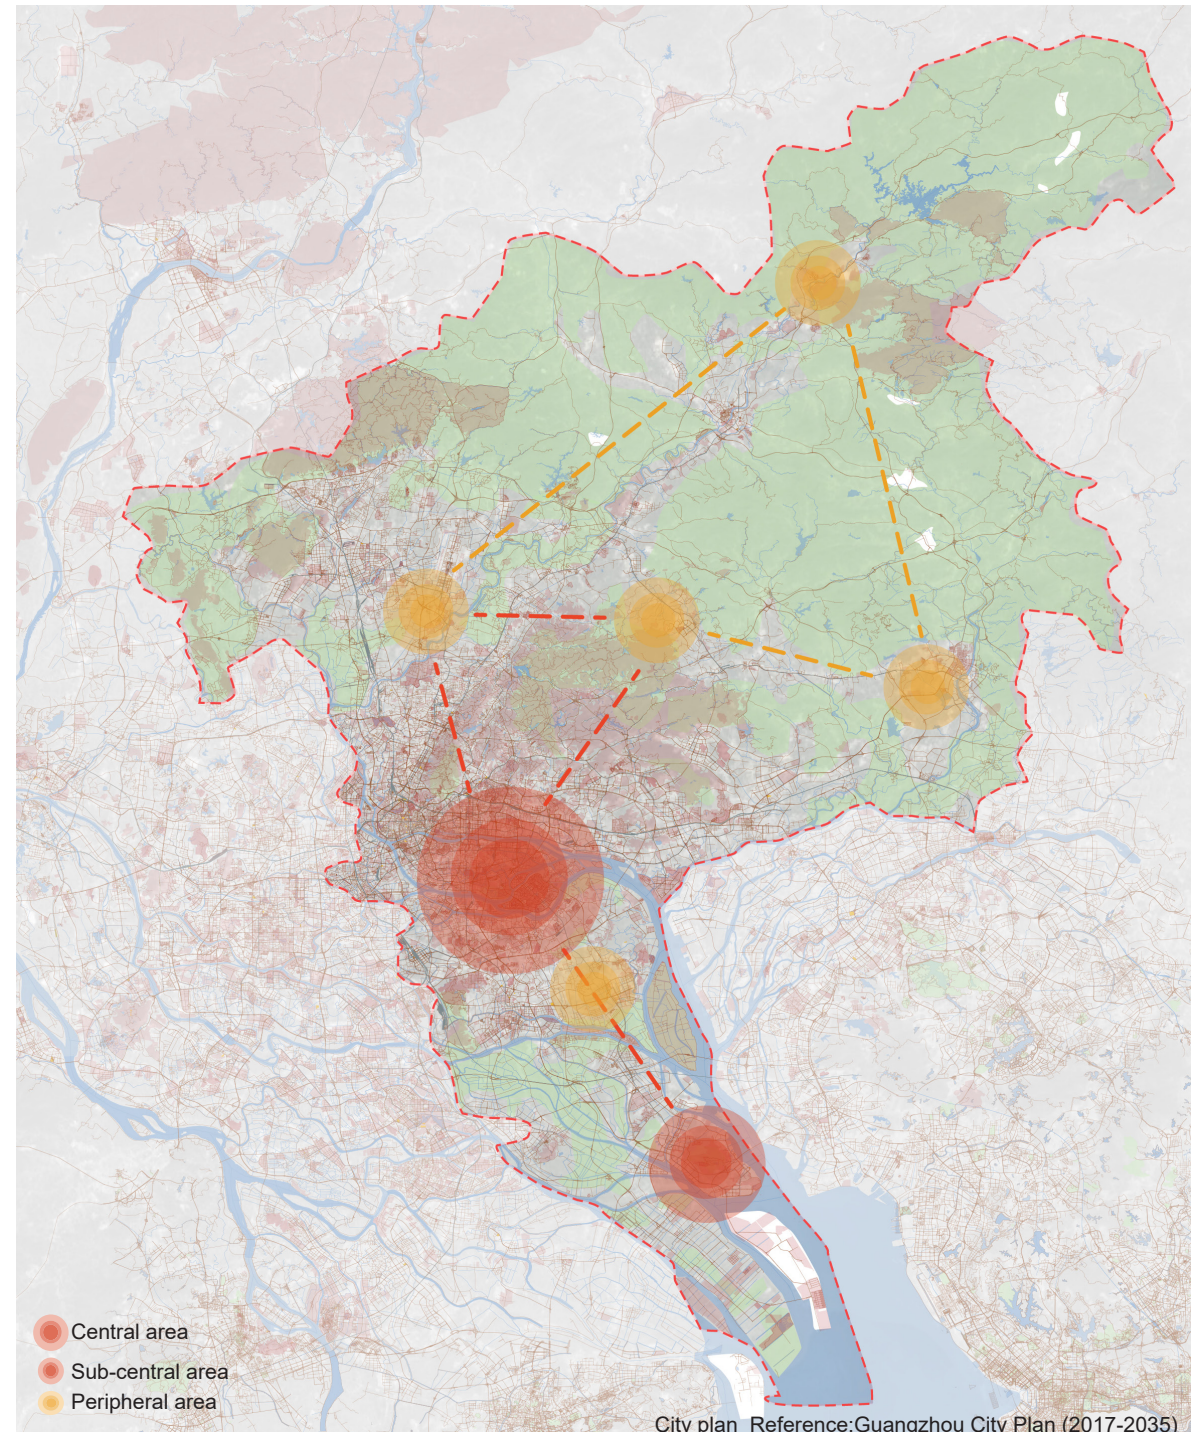 Central area
Sub-central area
Peripheral area
City plan Reference:Guangzhou City Plan (2017-2035)